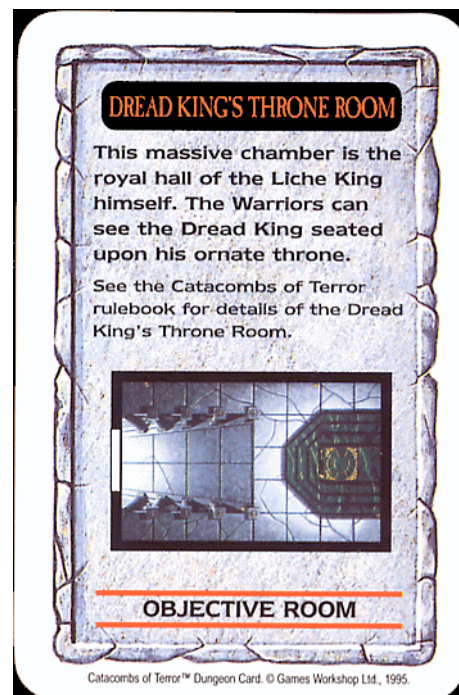 DREAD KING'S THRONE ROOM
This massive chamber is the
royal hall of the Liche King
himself. The Warriors can
see the Dread King seated
upon his ornate throne.
See the Catacombs of Terror
rulebook for details of the Dread
King's Throne Room.
OBJECTIVE ROOM
Catacombs of Terror™ Dungeon Card. © Games Workshop Ltd., 1995.